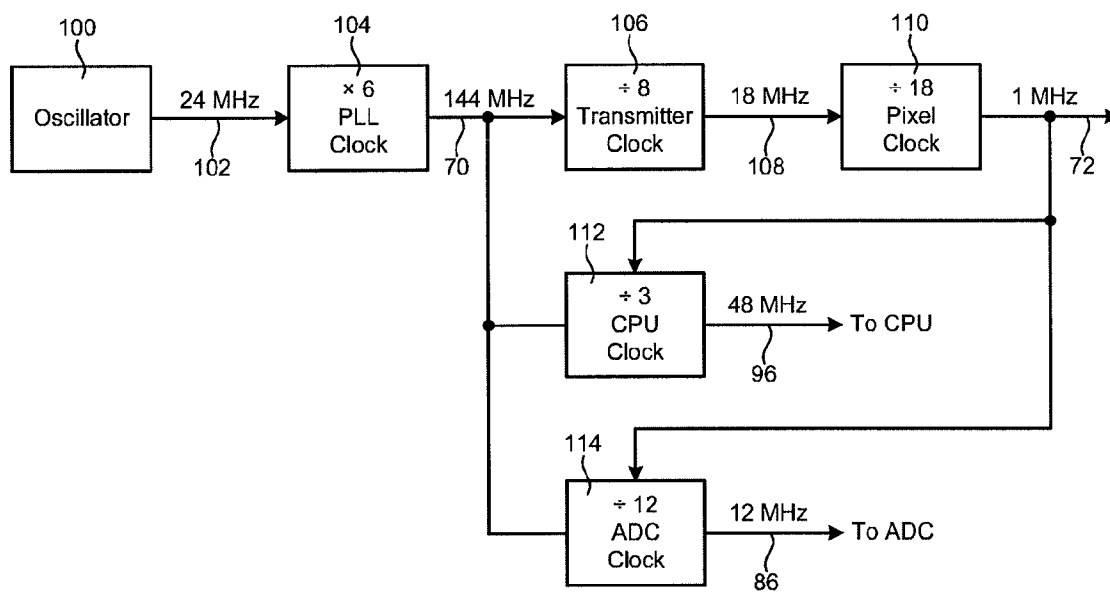 100
104
106
110
Oscillator
24 MHz
102
× 6
PLL
Clock
144 MHz
70
÷ 8
Transmitter
Clock
18 MHz
108
÷ 18
Pixel
Clock
1 MHz
72
112
÷ 3
CPU
Clock
48 MHz
96
To CPU
114
÷ 12
ADC
Clock
12 MHz
86
To ADC